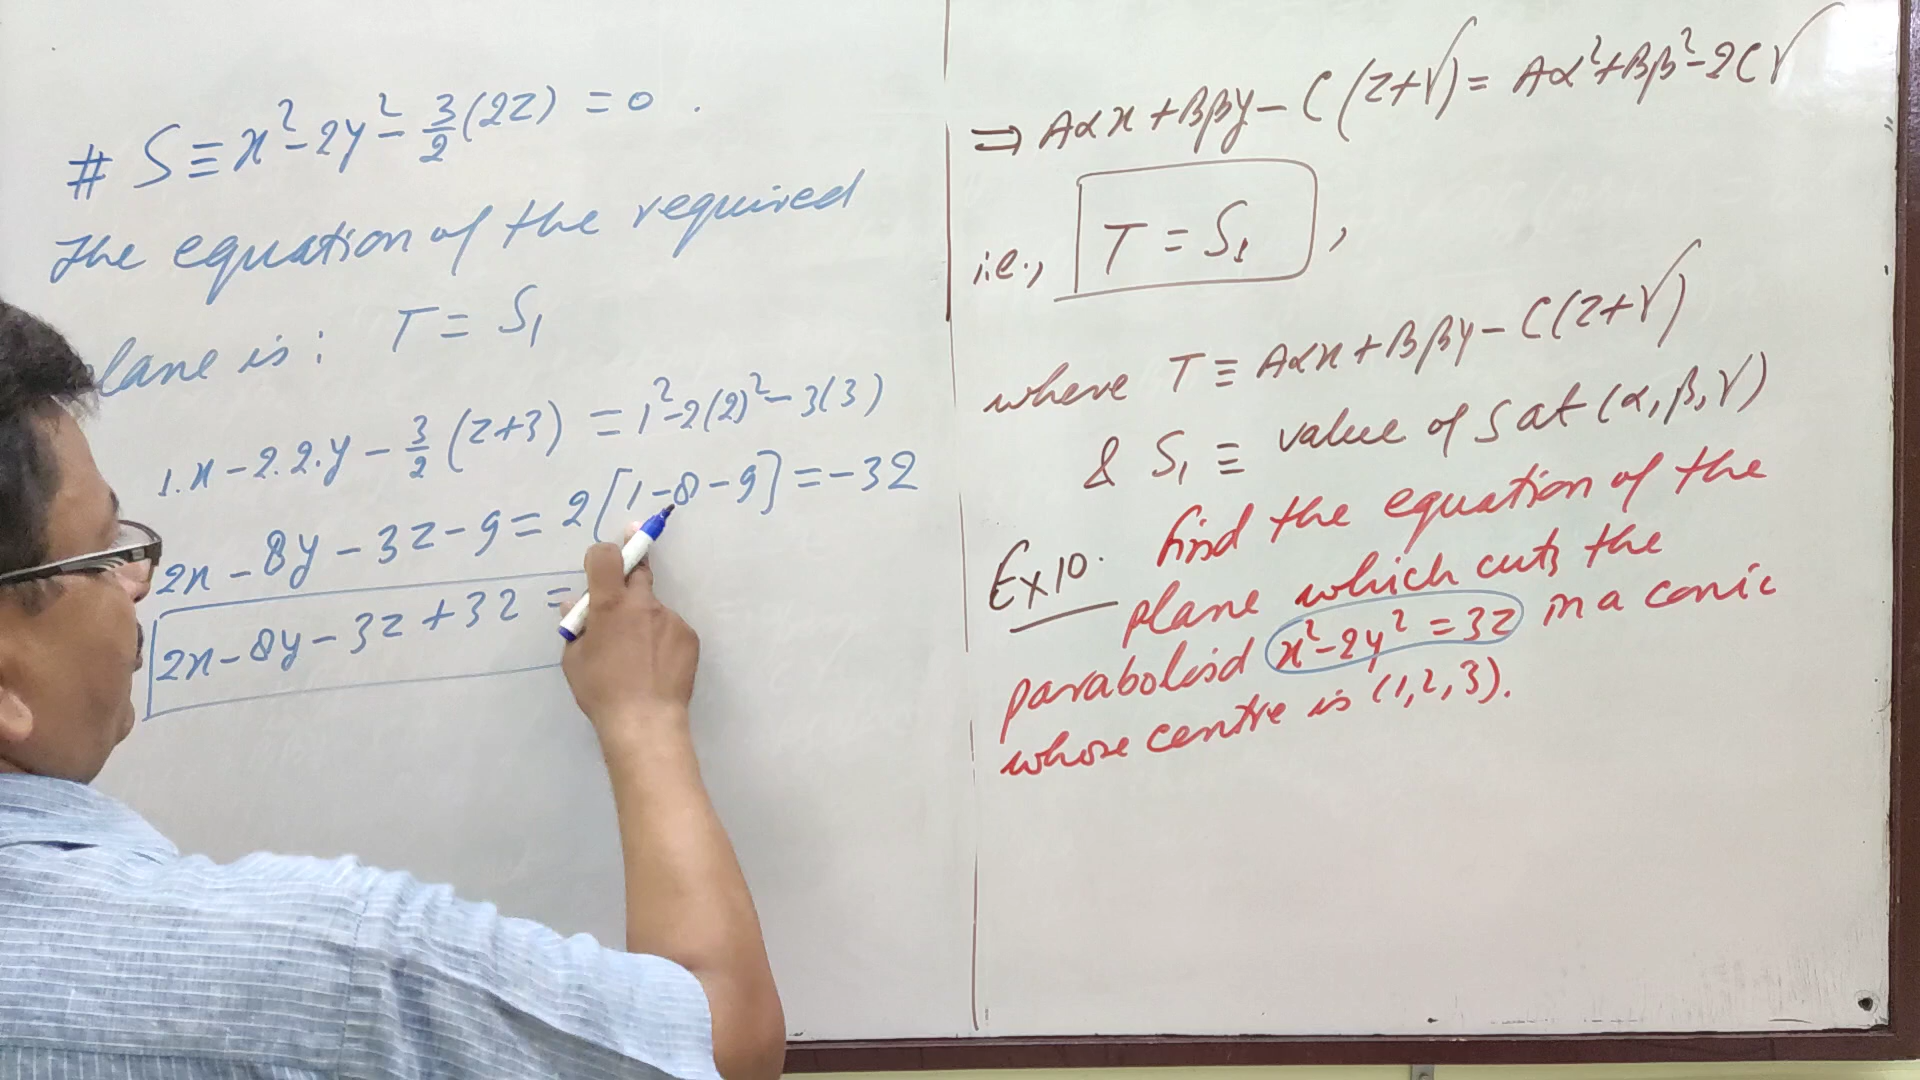 # S ≡ x² - 2y² - 3/2 (2z) = 0 .
The equation of the required
lane is : T = S₁
1.x - 2.2.y - 3/2 (z+3) = 1² - 2(2)² - 3(3)
2x - 8y - 3z - 9 = 2[1 - 8 - 9] = -32
2x - 8y - 3z + 32 =
⇒ Aαx + Bβy - C(z+γ) = Aα² + Bβ² - 2Cγ
i.e., T = S₁ ,
where T ≡ Aαx + Bβy - C(z+γ)
& S₁ ≡ value of S at (α, β, γ)
Ex10. find the equation of the
plane which cuts the
paraboloid x² - 2y² = 3z in a conic
whose centre is (1, 2, 3).